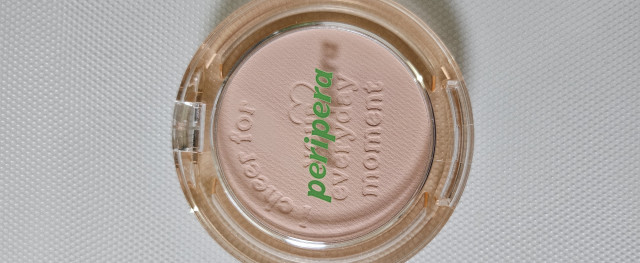 peripera
cheer for
everyday
moment